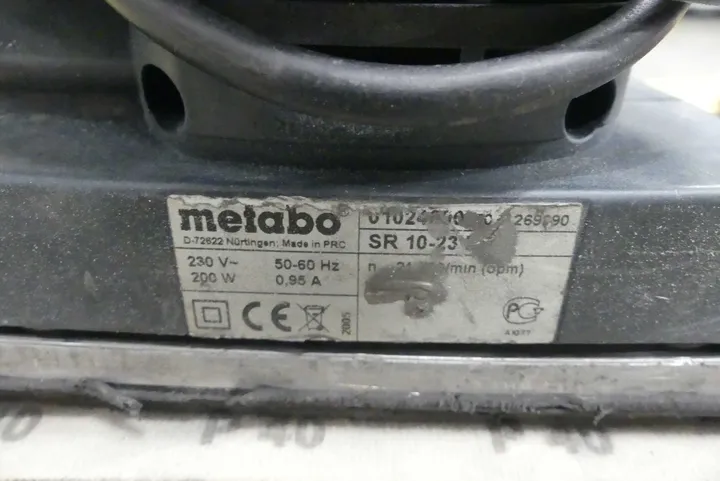 metabo®
D-72622 Nürtingen; Made in PRC
SR 10-23
230 V~ 50-60 Hz
200 W 0,95 A
/min (opm)
CE
2005
PC
P 40